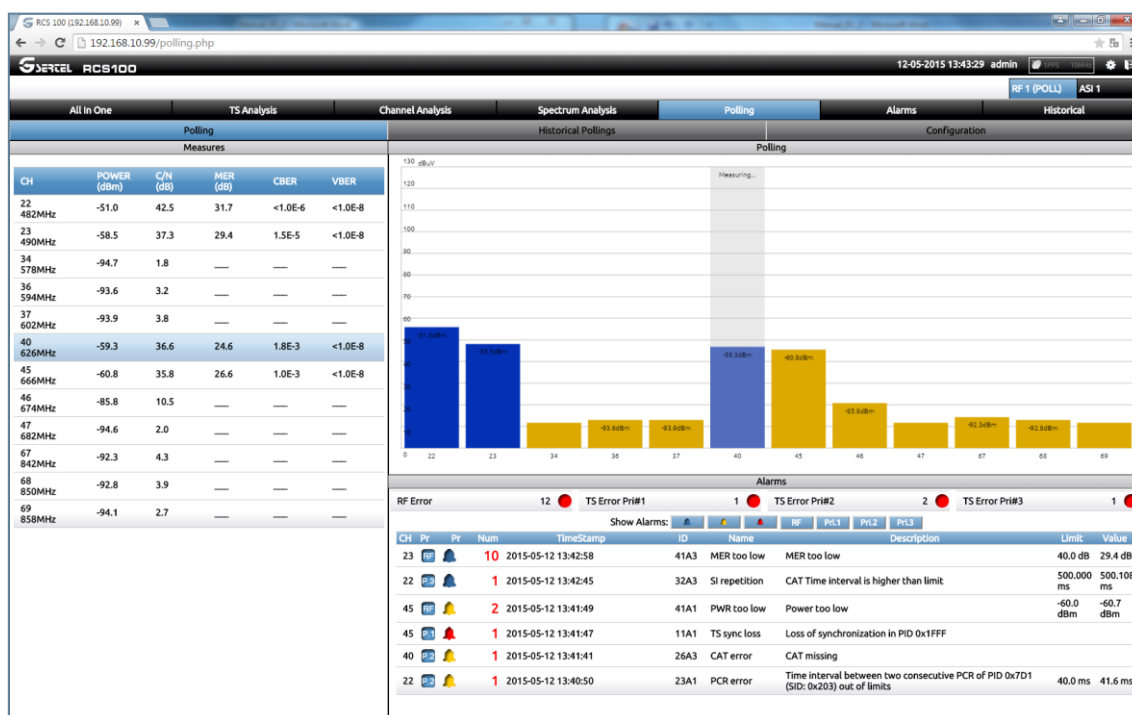 RCS 100 (192.168.10.99)
192.168.10.99/polling.php
SERTEL RCS100 12-05-2015 13:43:29 admin 1PPS 10MHz
RF 1 (POLL) ASI 1
All In One TS Analysis Channel Analysis Spectrum Analysis Polling Alarms Historical
Polling Historical Pollings Configuration
Measures
CH POWER (dBm) C/N (dB) MER (dB) CBER VBER
22 482MHz -51.0 42.5 31.7 <1.0E-6 <1.0E-8
23 490MHz -58.5 37.3 29.4 1.5E-5 <1.0E-8
34 578MHz -94.7 1.8 — — —
36 594MHz -93.6 3.2 — — —
37 602MHz -93.9 3.8 — — —
40 626MHz -59.3 36.6 24.6 1.8E-3 <1.0E-8
45 666MHz -60.8 35.8 26.6 1.0E-3 <1.0E-8
46 674MHz -85.8 10.5 — — —
47 682MHz -94.6 2.0 — — —
67 842MHz -92.3 4.3 — — —
68 850MHz -92.8 3.9 — — —
69 858MHz -94.1 2.7 — — —
Polling
130 dBuV
120
110
100
90
80
70
60
50
40
30
20
10
0 22 23 34 36 37 40 45 46 47 67 68 69
Measuring...
-51.0dBm
-58.5dBm
-93.6dBm
-93.9dBm
-59.3dBm
-60.8dBm
-85.8dBm
-92.3dBm
-92.8dBm
Alarms
RF Error 12 TS Error Pri#1 1 TS Error Pri#2 2 TS Error Pri#3 1
Show Alarms: RF Pri.1 Pri.2 Pri.3
CH Pr Pr Num TimeStamp ID Name Description Limit Value
23 RF 10 2015-05-12 13:42:58 41A3 MER too low MER too low 40.0 dB 29.4 dB
22 P.3 1 2015-05-12 13:42:45 32A3 SI repetition CAT Time interval is higher than limit 500.000 ms 500.108 ms
45 RF 2 2015-05-12 13:41:49 41A1 PWR too low Power too low -60.0 dBm -60.7 dBm
45 P.1 1 2015-05-12 13:41:47 11A1 TS sync loss Loss of synchronization in PID 0x1FFF
40 P.2 1 2015-05-12 13:41:41 26A3 CAT error CAT missing
22 P.2 1 2015-05-12 13:40:50 23A1 PCR error Time interval between two consecutive PCR of PID 0x7D1 (SID: 0x203) out of limits 40.0 ms 41.6 ms